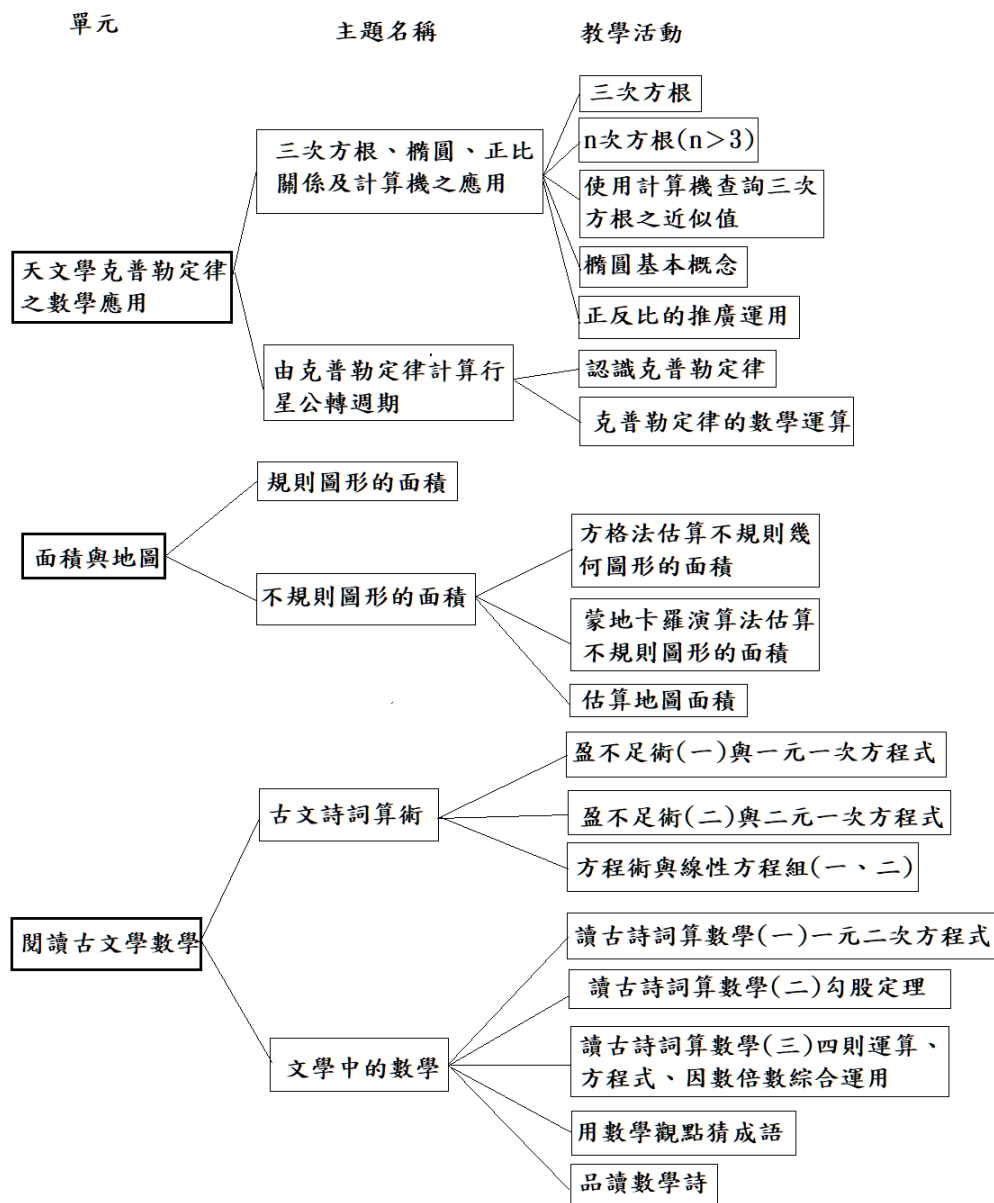 單元
主題名稱
教學活動
天文學克普勒定律
之數學應用
三次方根、橢圓、正比
關係及計算機之應用
三次方根
n次方根(n＞3)
使用計算機查詢三次
方根之近似值
橢圓基本概念
正反比的推廣運用
由克普勒定律計算行
星公轉週期
認識克普勒定律
克普勒定律的數學運算
面積與地圖
規則圖形的面積
不規則圖形的面積
方格法估算不規則幾
何圖形的面積
蒙地卡羅演算法估算
不規則圖形的面積
估算地圖面積
閱讀古文學數學
古文詩詞算術
盈不足術(一)與一元一次方程式
盈不足術(二)與二元一次方程式
方程術與線性方程組(一、二)
文學中的數學
讀古詩詞算數學(一)一元二次方程式
讀古詩詞算數學(二)勾股定理
讀古詩詞算數學(三)四則運算、
方程式、因數倍數綜合運用
用數學觀點猜成語
品讀數學詩